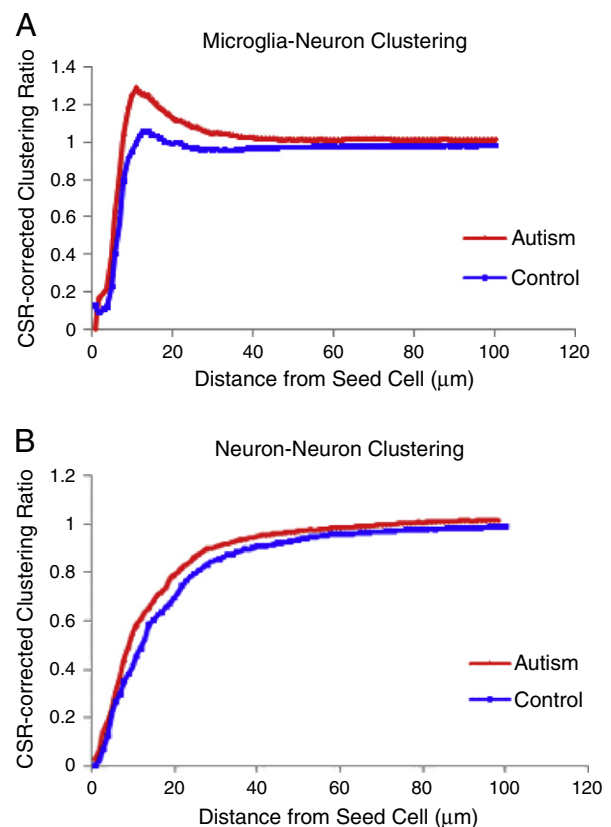 A
Microglia-Neuron Clustering
CSR-corrected Clustering Ratio
1.4
1.2
1
0.8
0.6
0.4
0.2
0
Autism
Control
0 20 40 60 80 100 120
Distance from Seed Cell (μm)
B
Neuron-Neuron Clustering
CSR-corrected Clustering Ratio
1.2
1
0.8
0.6
0.4
0.2
0
Autism
Control
0 20 40 60 80 100 120
Distance from Seed Cell (μm)